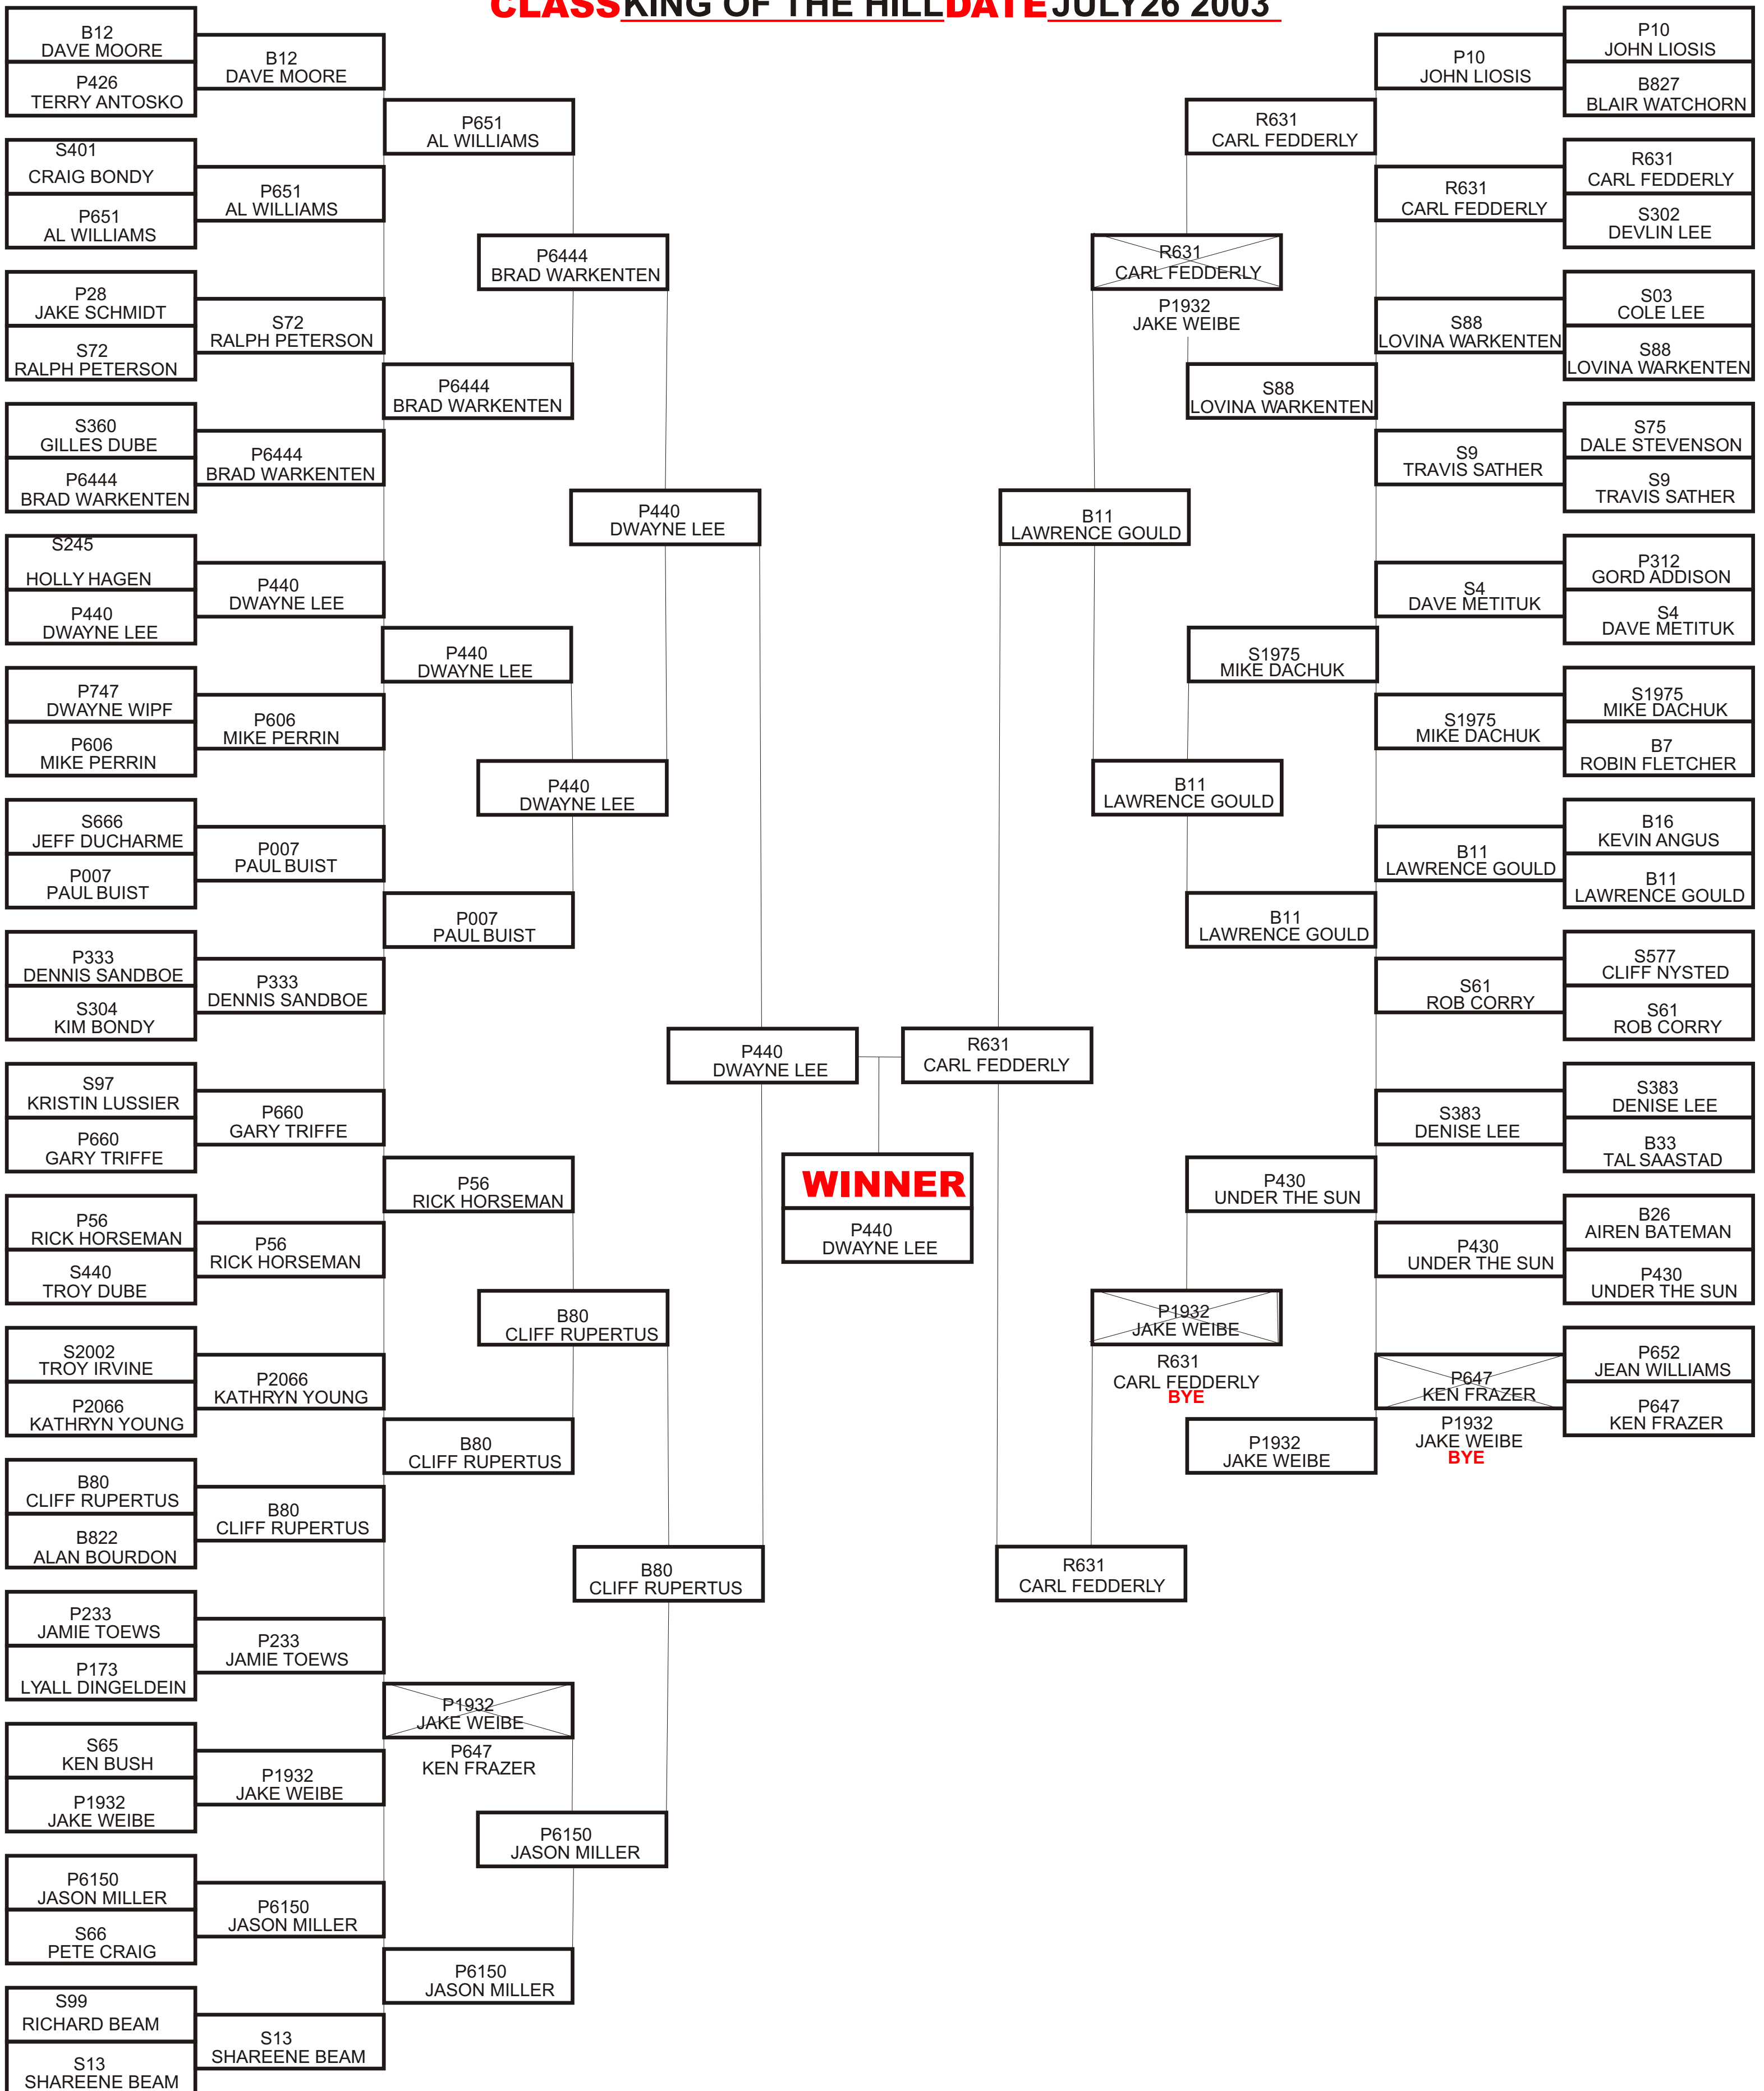 CLASS KING OF THE HILL DATE JULY26 2003
B12
DAVE MOORE
P426
TERRY ANTOSKO
S401
CRAIG BONDY
P651
AL WILLIAMS
P28
JAKE SCHMIDT
S72
RALPH PETERSON
S360
GILLES DUBE
P6444
BRAD WARKENTEN
S245
HOLLY HAGEN
P440
DWAYNE LEE
P747
DWAYNE WIPF
P606
MIKE PERRIN
S666
JEFF DUCHARME
P007
PAUL BUIST
P333
DENNIS SANDBOE
S304
KIM BONDY
S97
KRISTIN LUSSIER
P660
GARY TRIFFE
P56
RICK HORSEMAN
S440
TROY DUBE
S2002
TROY IRVINE
P2066
KATHRYN YOUNG
B80
CLIFF RUPERTUS
B822
ALAN BOURDON
P233
JAMIE TOEWS
P173
LYALL DINGELDEIN
S65
KEN BUSH
P1932
JAKE WEIBE
P6150
JASON MILLER
S66
PETE CRAIG
S99
RICHARD BEAM
S13
SHAREENE BEAM
B12
DAVE MOORE
P651
AL WILLIAMS
S72
RALPH PETERSON
P6444
BRAD WARKENTEN
P440
DWAYNE LEE
P606
MIKE PERRIN
P007
PAUL BUIST
P333
DENNIS SANDBOE
P660
GARY TRIFFE
P56
RICK HORSEMAN
P2066
KATHRYN YOUNG
B80
CLIFF RUPERTUS
P233
JAMIE TOEWS
P1932
JAKE WEIBE
P6150
JASON MILLER
S13
SHAREENE BEAM
P651
AL WILLIAMS
P6444
BRAD WARKENTEN
P440
DWAYNE LEE
P007
PAUL BUIST
P56
RICK HORSEMAN
B80
CLIFF RUPERTUS
P1932
JAKE WEIBE
P647
KEN FRAZER
P6150
JASON MILLER
P6444
BRAD WARKENTEN
P440
DWAYNE LEE
B80
CLIFF RUPERTUS
P6150
JASON MILLER
P440
DWAYNE LEE
B80
CLIFF RUPERTUS
P440
DWAYNE LEE
WINNER
P440
DWAYNE LEE
R631
CARL FEDDERLY
B11
LAWRENCE GOULD
R631
CARL FEDDERLY
R631
CARL FEDDERLY
P1932
JAKE WEIBE
B11
LAWRENCE GOULD
P1932
JAKE WEIBE
R631
CARL FEDDERLY
BYE
R631
CARL FEDDERLY
S88
LOVINA WARKENTEN
S1975
MIKE DACHUK
B11
LAWRENCE GOULD
P430
UNDER THE SUN
P1932
JAKE WEIBE
P10
JOHN LIOSIS
R631
CARL FEDDERLY
S88
LOVINA WARKENTEN
S9
TRAVIS SATHER
S4
DAVE METITUK
S1975
MIKE DACHUK
B11
LAWRENCE GOULD
S61
ROB CORRY
S383
DENISE LEE
P430
UNDER THE SUN
P647
KEN FRAZER
P1932
JAKE WEIBE
BYE
P10
JOHN LIOSIS
B827
BLAIR WATCHORN
R631
CARL FEDDERLY
S302
DEVLIN LEE
S03
COLE LEE
S88
LOVINA WARKENTEN
S75
DALE STEVENSON
S9
TRAVIS SATHER
P312
GORD ADDISON
S4
DAVE METITUK
S1975
MIKE DACHUK
B7
ROBIN FLETCHER
B16
KEVIN ANGUS
B11
LAWRENCE GOULD
S577
CLIFF NYSTED
S61
ROB CORRY
S383
DENISE LEE
B33
TAL SAASTAD
B26
AIREN BATEMAN
P430
UNDER THE SUN
P652
JEAN WILLIAMS
P647
KEN FRAZER